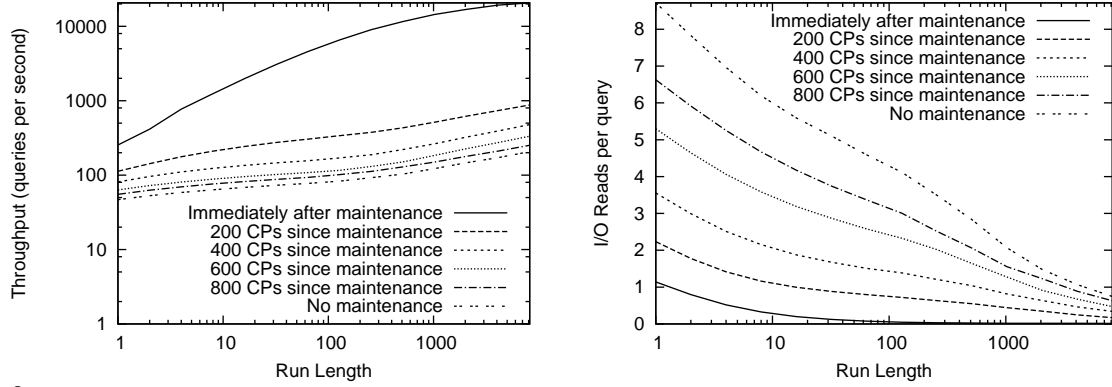 10000
1000
100
10
1
1
10
100
1000
Throughput (queries per second)
Run Length
Immediately after maintenance
200 CPs since maintenance
400 CPs since maintenance
600 CPs since maintenance
800 CPs since maintenance
No maintenance
8
7
6
5
4
3
2
1
0
1
10
100
1000
I/O Reads per query
Run Length
Immediately after maintenance
200 CPs since maintenance
400 CPs since maintenance
600 CPs since maintenance
800 CPs since maintenance
No maintenance